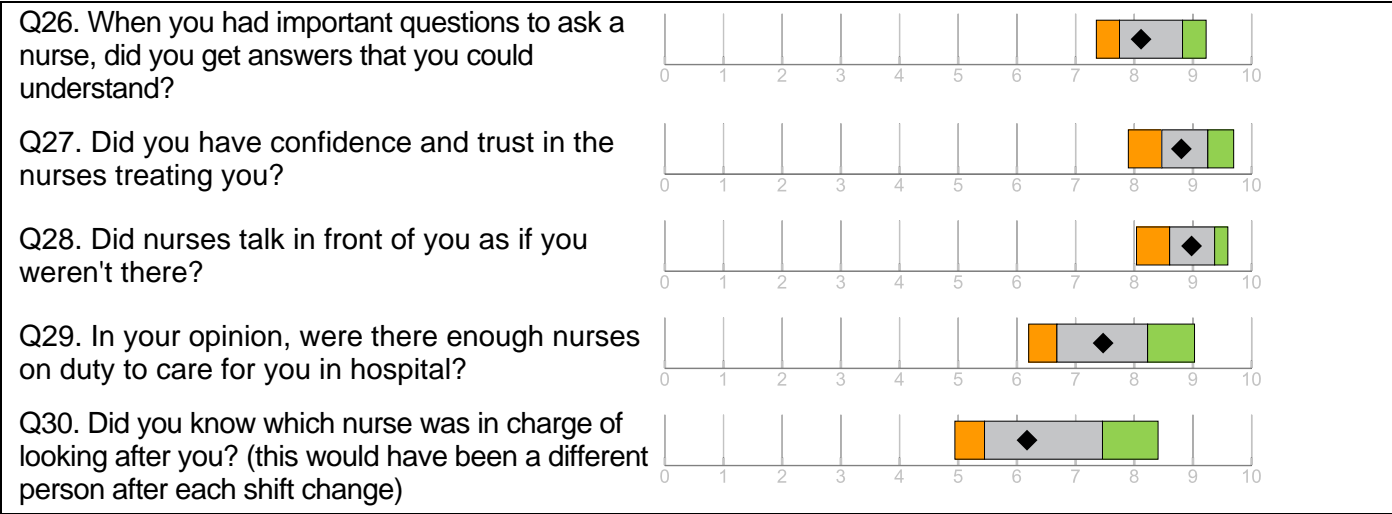 Q26. When you had important questions to ask a
nurse, did you get answers that you could
understand?
0 1 2 3 4 5 6 7 8 9 10
Q27. Did you have confidence and trust in the
nurses treating you?
0 1 2 3 4 5 6 7 8 9 10
Q28. Did nurses talk in front of you as if you
weren't there?
0 1 2 3 4 5 6 7 8 9 10
Q29. In your opinion, were there enough nurses
on duty to care for you in hospital?
0 1 2 3 4 5 6 7 8 9 10
Q30. Did you know which nurse was in charge of
looking after you? (this would have been a different
person after each shift change)
0 1 2 3 4 5 6 7 8 9 10